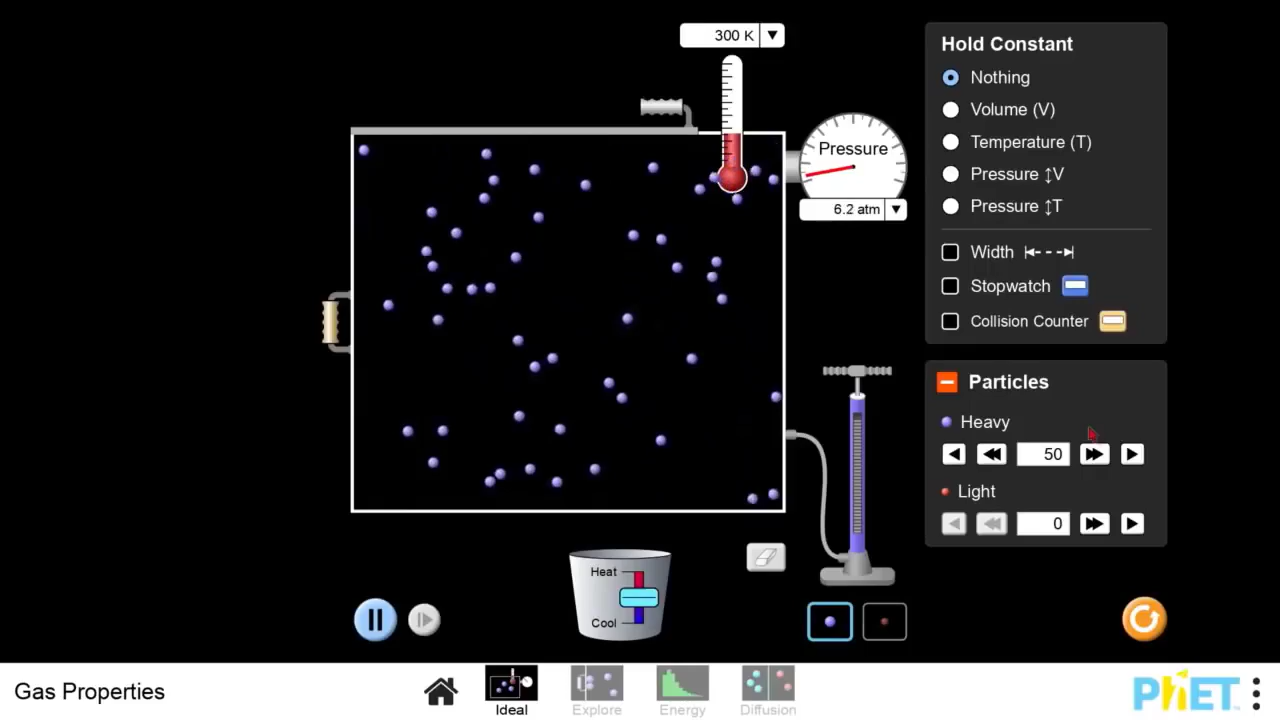 300 K
Pressure
6.2 atm
Hold Constant
Nothing
Volume (V)
Temperature (T)
Pressure ↕V
Pressure ↕T
Width
Stopwatch
Collision Counter
Particles
Heavy
50
Light
0
Heat
Cool
Gas Properties
Ideal
Explore
Energy
Diffusion
PhET